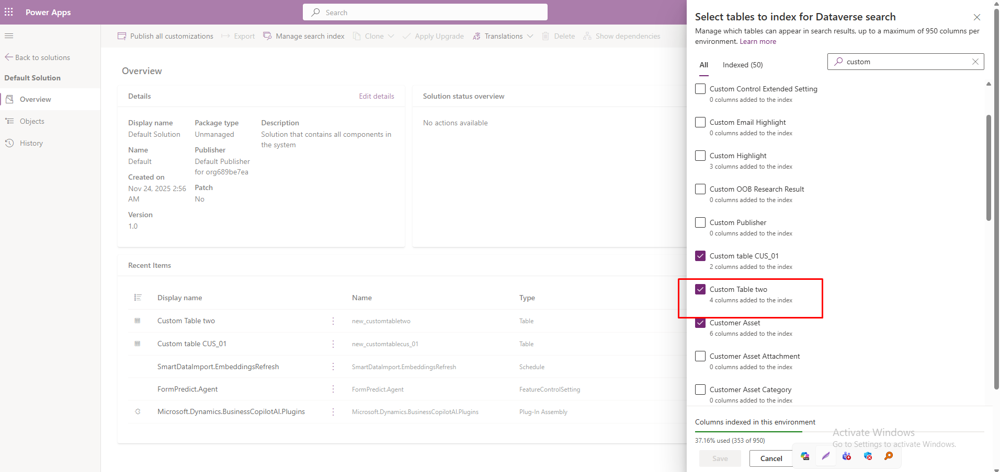 Power Apps
Search
Publish all customizations
Export
Manage search index
Clone
Apply Upgrade
Translations
Delete
Show dependencies
Back to solutions
Default Solution
Overview
Objects
History
Overview
Details
Edit details
Display name
Default Solution
Name
Default
Created on
Nov 24, 2025 2:56
AM
Version
1.0
Package type
Unmanaged
Publisher
Default Publisher
for org689be7ea
Patch
No
Description
Solution that contains all components in
the system
Solution status overview
No actions available
Recent Items
Display name Name Type
Custom Table two new_customtabletwo Table
Custom table CUS_01 new_customtablecus_01 Table
SmartDataImport.EmbeddingsRefresh SmartDataImport.EmbeddingsRefresh Schedule
FormPredict.Agent FormPredict.Agent FeatureControlSetting
Microsoft.Dynamics.BusinessCopilotAI.Plugins Microsoft.Dynamics.BusinessCopilotAI.Plugins Plug-In Assembly
Select tables to index for Dataverse search
Manage which tables can appear in search results, up to a maximum of 950 columns per
environment. Learn more
All
Indexed (50)
custom
Custom Control Extended Setting
0 columns added to the index
Custom Email Highlight
0 columns added to the index
Custom Highlight
3 columns added to the index
Custom OOB Research Result
0 columns added to the index
Custom Publisher
0 columns added to the index
Custom table CUS_01
2 columns added to the index
Custom Table two
4 columns added to the index
Customer Asset
6 columns added to the index
Customer Asset Attachment
0 columns added to the index
Customer Asset Category
0 columns added to the index
Columns indexed in this environment
37.16% used (353 of 950)
Save
Cancel
Activate Windows
Go to Settings to activate Windows.